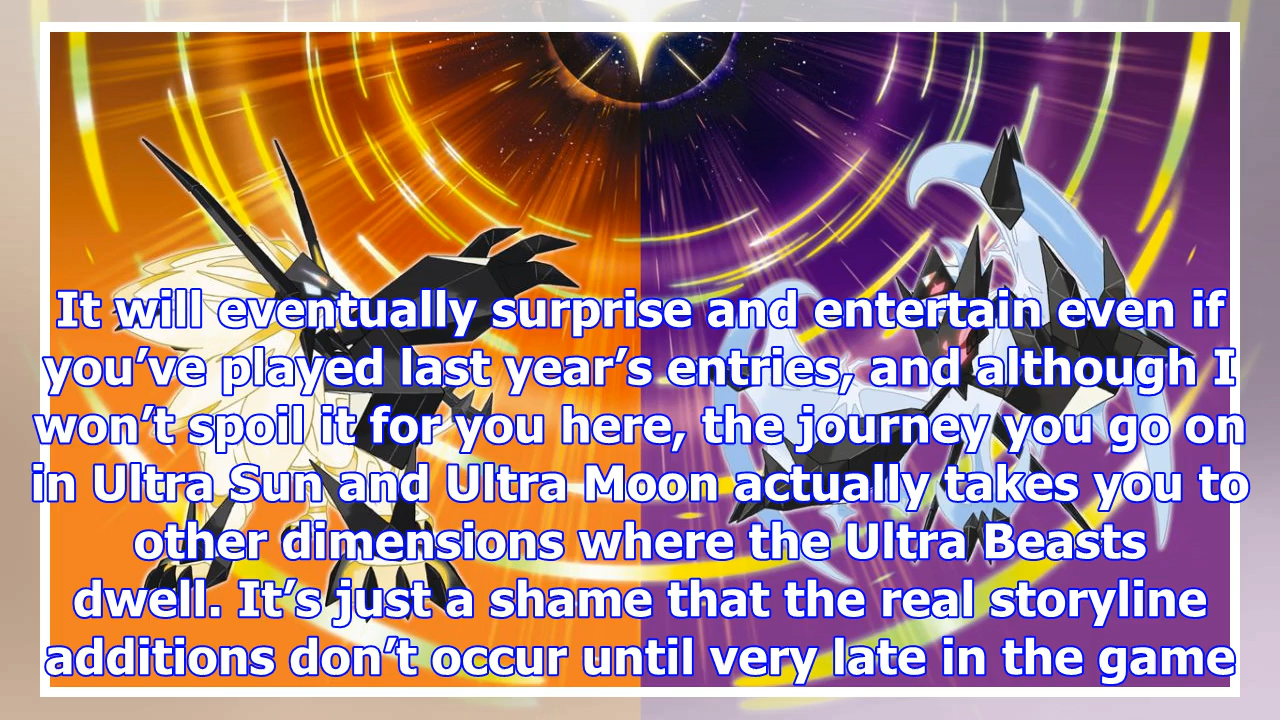 It will eventually surprise and entertain even if
you’ve played last year’s entries, and although I
won’t spoil it for you here, the journey you go on
in Ultra Sun and Ultra Moon actually takes you to
other dimensions where the Ultra Beasts
dwell. It’s just a shame that the real storyline
additions don’t occur until very late in the game